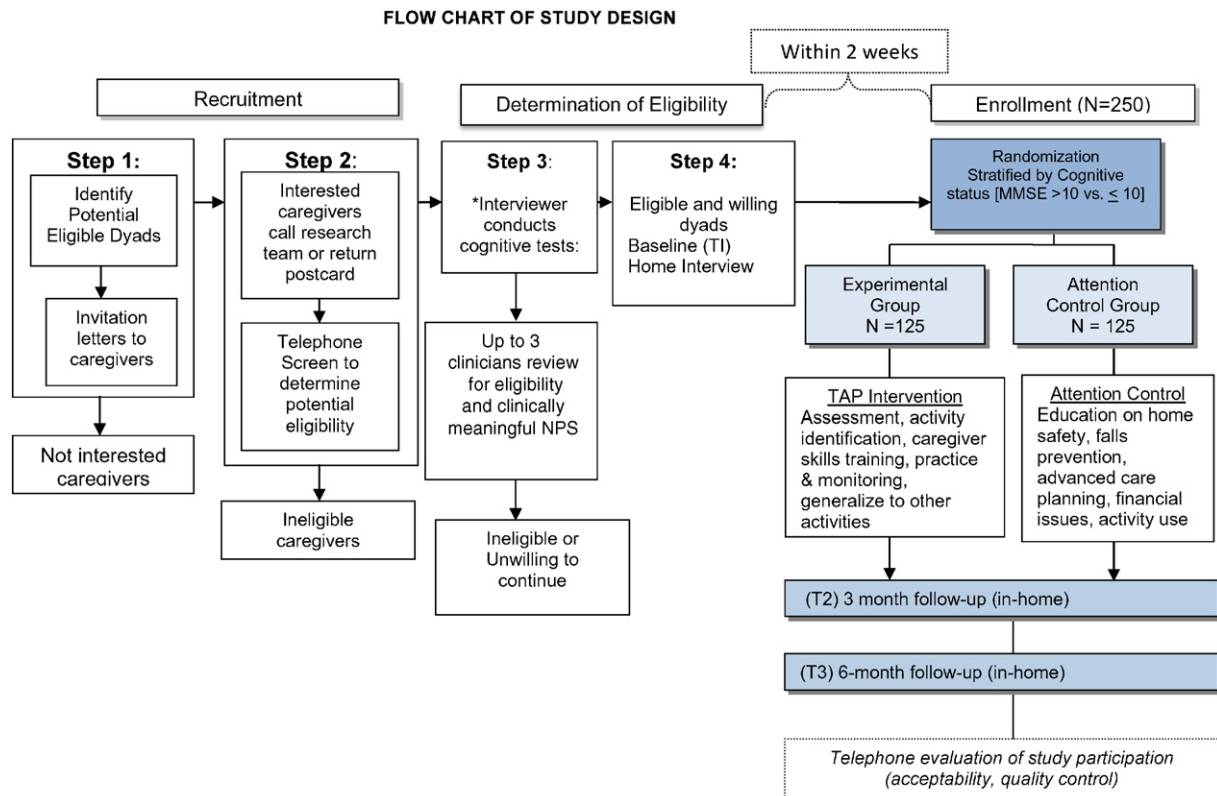 FLOW CHART OF STUDY DESIGN
Within 2 weeks
Recruitment
Determination of Eligibility
Enrollment (N=250)
Step 1:
Identify
Potential
Eligible Dyads
Invitation
letters to
caregivers
Not interested
caregivers
Step 2:
Interested
caregivers
call research
team or return
postcard
Telephone
Screen to
determine
potential
eligibility
Ineligible
caregivers
Step 3:
*Interviewer
conducts
cognitive tests:
Up to 3
clinicians review
for eligibility
and clinically
meaningful NPS
Ineligible or
Unwilling to
continue
Step 4:
Eligible and willing
dyads
Baseline (TI)
Home Interview
Randomization
Stratified by Cognitive
status [MMSE >10 vs. ≤ 10]
Experimental
Group
N =125
Attention
Control Group
N = 125
TAP Intervention
Assessment, activity
identification, caregiver
skills training, practice
& monitoring,
generalize to other
activities
Attention Control
Education on home
safety, falls
prevention,
advanced care
planning, financial
issues, activity use
(T2) 3 month follow-up (in-home)
(T3) 6-month follow-up (in-home)
Telephone evaluation of study participation
(acceptability, quality control)